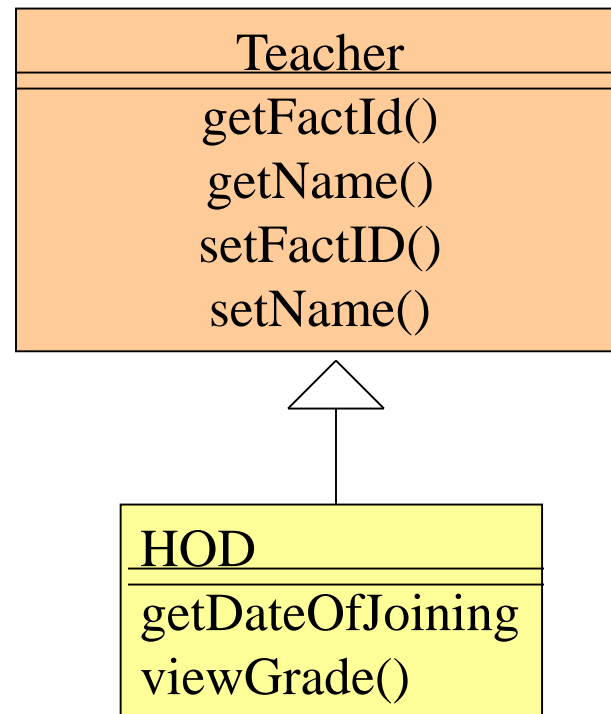 Teacher
getFactId()
getName()
setFactID()
setName()
HOD
getDateOfJoining
viewGrade()